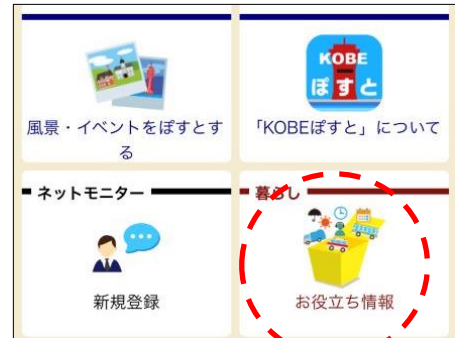 KOBE
ぽすと
風景・イベントをぽすとす
る
「KOBEぽすと」について
ネットモニター
暮らし
新規登録
お役立ち情報